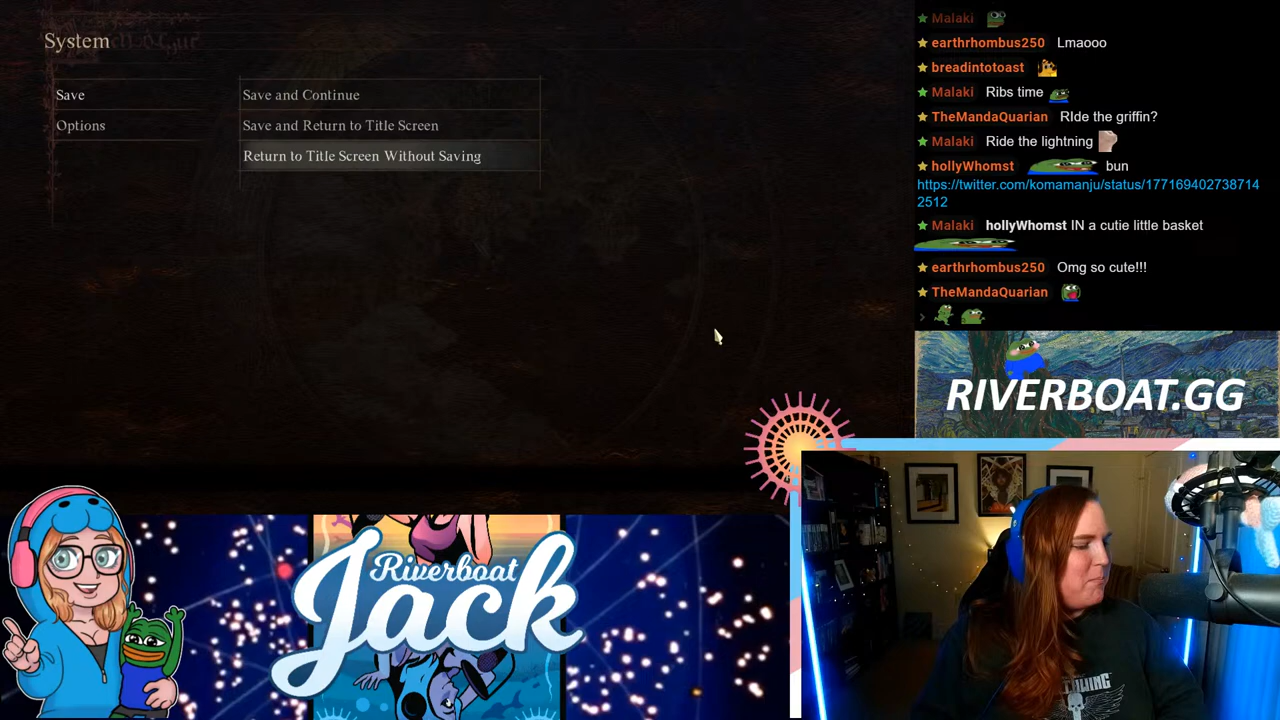 System
Save
Options
Save and Continue
Save and Return to Title Screen
Return to Title Screen Without Saving
Malaki
earthrhombus250 Lmaooo
breadintotoast
Malaki Ribs time
TheMandaQuarian RIde the griffin?
Malaki Ride the lightning
hollyWhomst bun
https://twitter.com/komamanju/status/177169402738714
2512
Malaki hollyWhomst IN a cutie little basket
earthrhombus250 Omg so cute!!!
TheMandaQuarian
RIVERBOAT.GG
Riverboat
Jack